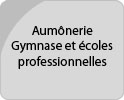 Aumônerie
Gymnase et écoles
professionnelles